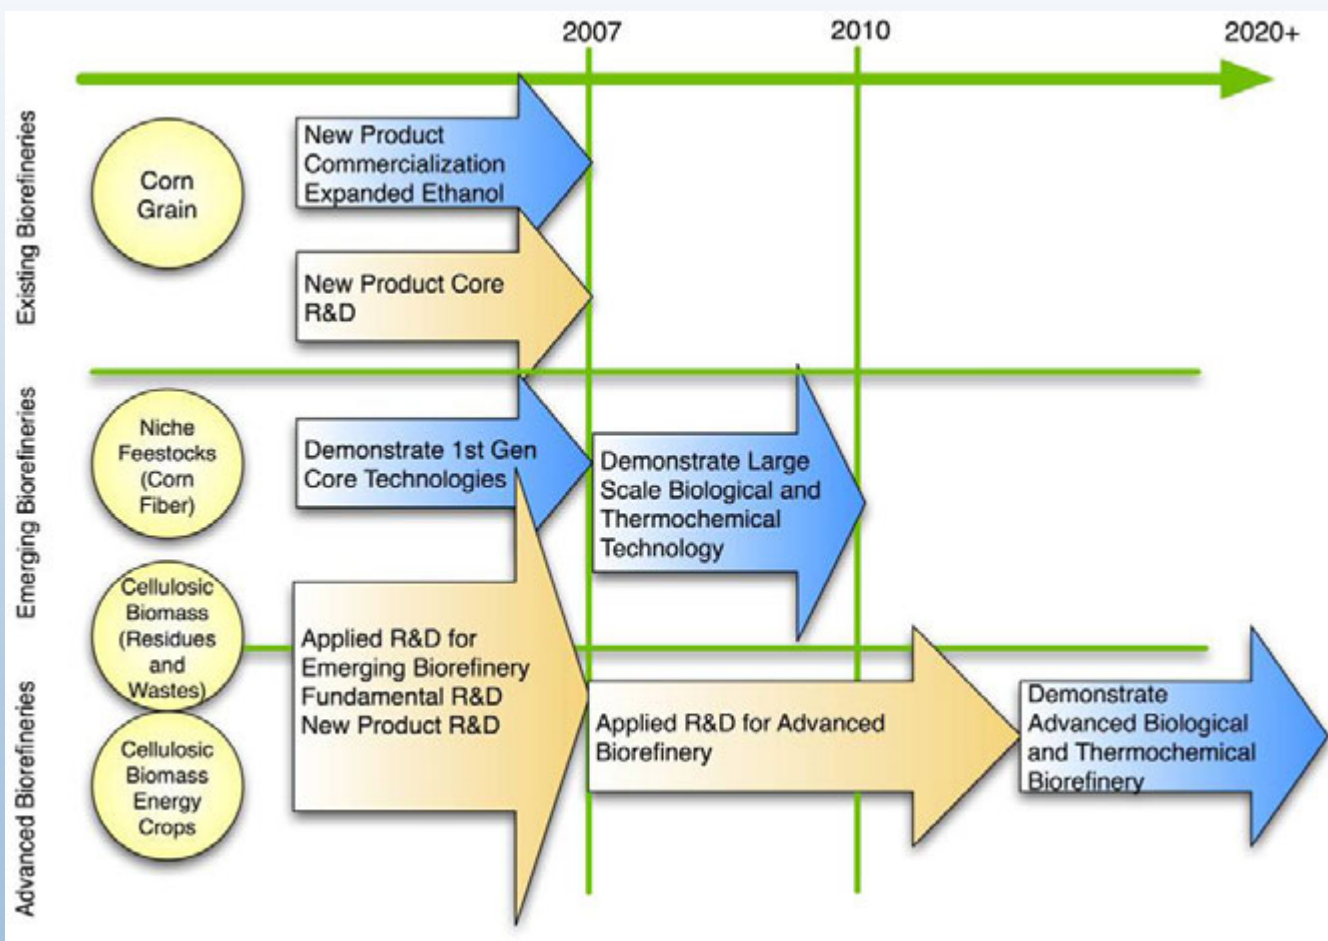 2007
2010
2020+
Existing Biorefineries
Corn
Grain
New Product
Commercialization
Expanded Ethanol
New Product Core
R&D
Emerging Biorefineries
Niche
Feestocks
(Corn
Fiber)
Demonstrate 1st Gen
Core Technologies
Demonstrate Large
Scale Biological and
Thermochemical
Technology
Cellulosic
Biomass
(Residues
and
Wastes)
Advanced Biorefineries
Cellulosic
Biomass
Energy
Crops
Applied R&D for
Emerging Biorefinery
Fundamental R&D
New Product R&D
Applied R&D for Advanced
Biorefinery
Demonstrate
Advanced Biological
and Thermochemical
Biorefinery